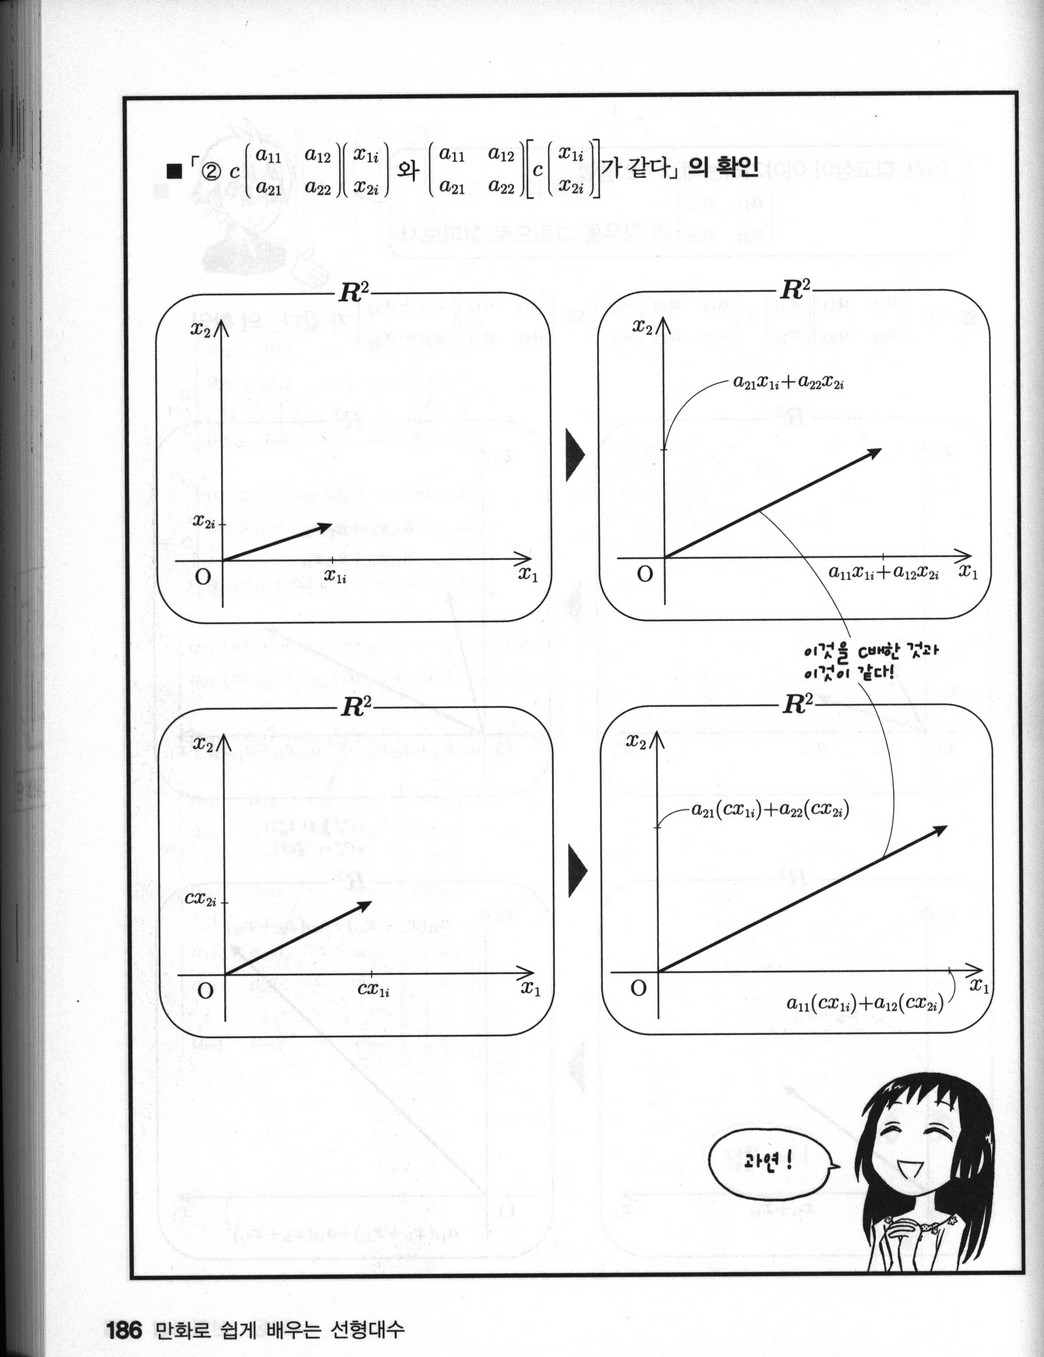 ■「② c(a11 a12 a21 a22)(x1i x2i) 와 (a11 a12 a21 a22)[c(x1i x2i)]가 같다」의 확인
R²
x2
x2i
O
x1i
x1
R²
x2
a21x1i+a22x2i
O
a11x1i+a12x2i
x1
이것을 c배한 것과
이것이 같다!
R²
x2
cx2i
O
cx1i
x1
R²
x2
a21(cx1i)+a22(cx2i)
O
x1
a11(cx1i)+a12(cx2i)
과연!
186 만화로 쉽게 배우는 선형대수